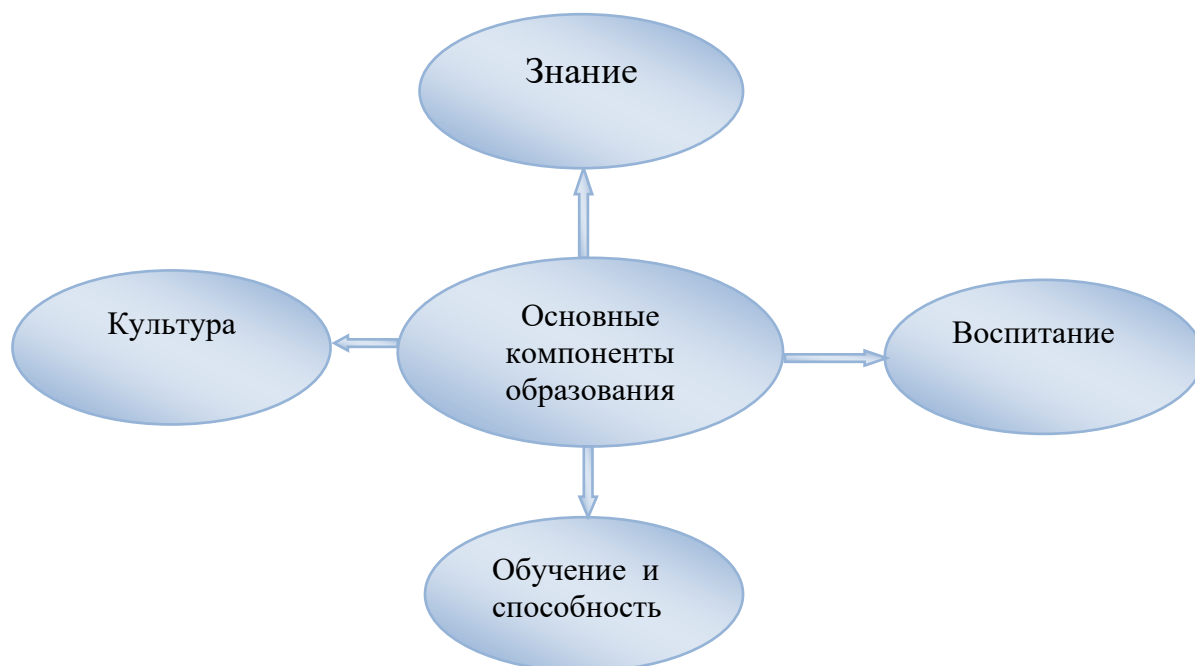 Знание
Культура
Основные
компоненты
образования
Воспитание
Обучение и
способность